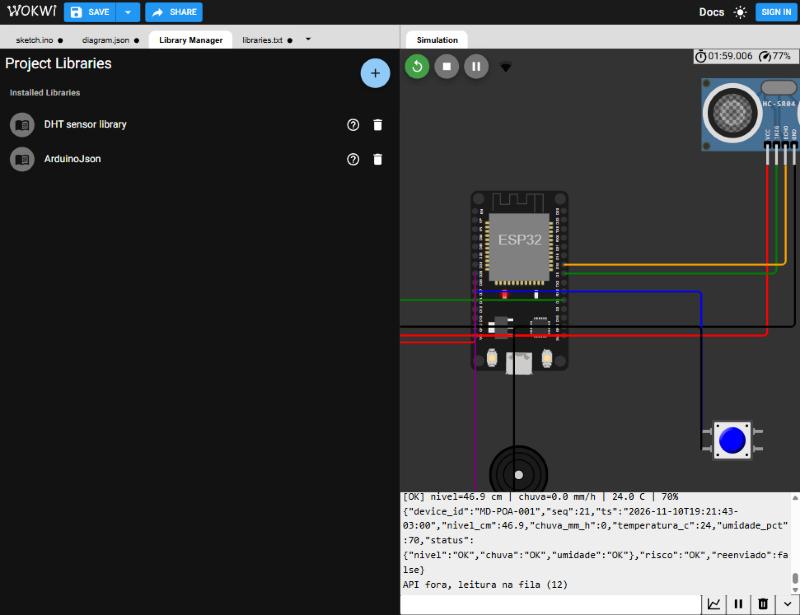 WOKWI
SAVE
SHARE
Docs
SIGN IN
sketch.ino
diagram.json
Library Manager
libraries.txt
Simulation
Project Libraries
Installed Libraries
DHT sensor library
ArduinoJson
01:59.006
77%
HC-SR04
VCC
TRIG
ECHO
GND
ESP32
[OK] nivel=46.9 cm | chuva=0.0 mm/h | 24.0 C | 70%
{"device_id":"MD-POA-001","seq":21,"ts":"2026-11-10T19:21:43-
03:00","nivel_cm":46.9,"chuva_mm_h":0,"temperatura_c":24,"umidade_pct"
:70,"status":
{"nivel":"OK","chuva":"OK","umidade":"OK"},"risco":"OK","reenviado":fa
lse}
API fora, leitura na fila (12)